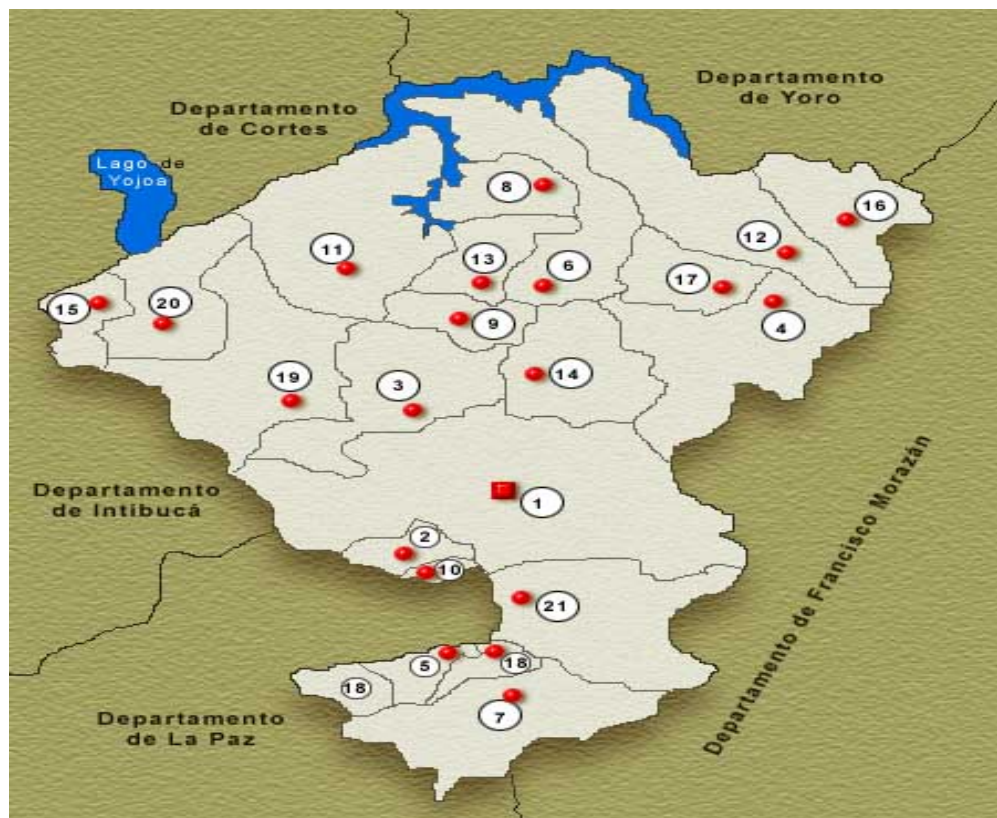 Departamento
de Yoro
Departamento
de Cortes
Lago de
Yojoa
8
16
12
11
13
6
17
15
20
9
4
19
3
14
Departamento
de Intibucá
1
2
10
21
Departamento de Francisco Morazán
5
18
18
7
Departamento
de La Paz